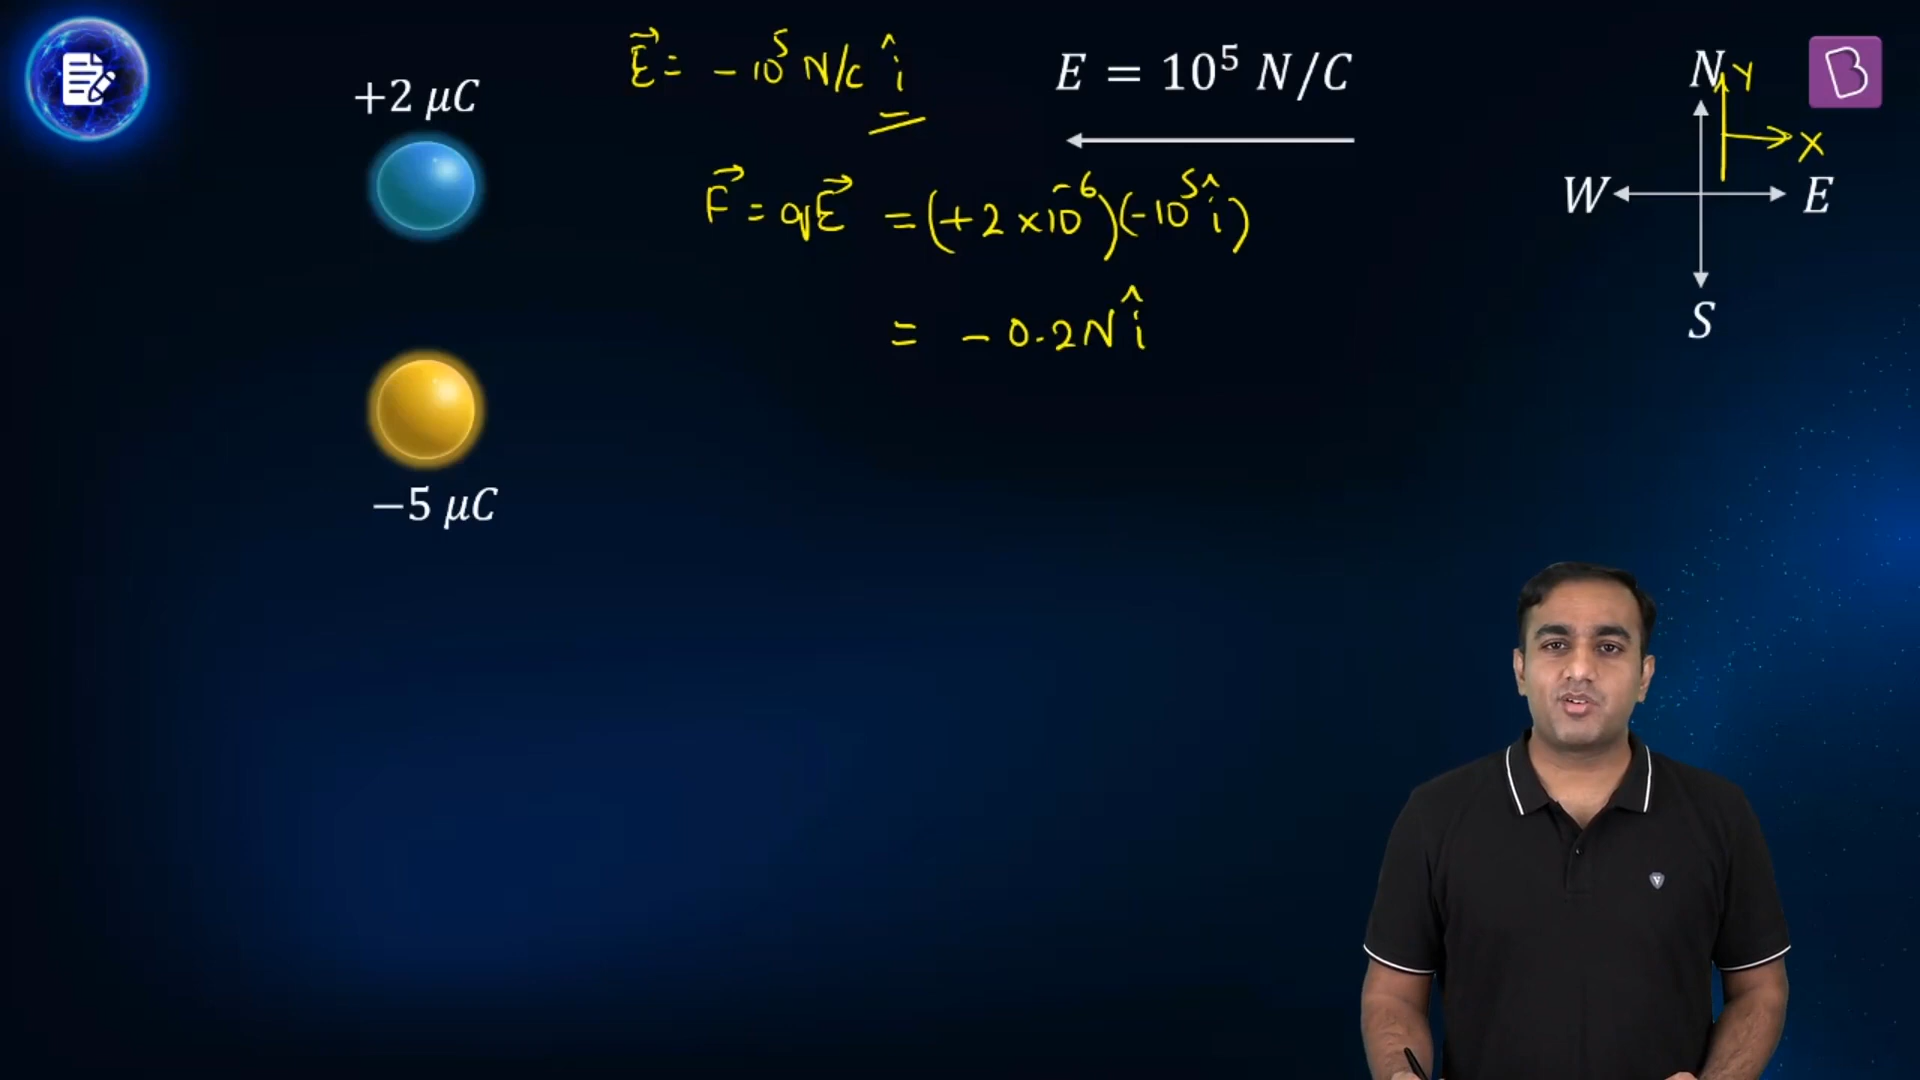 +2 μC
E⃗ = - 10⁵ N/C î
E = 10⁵ N/C
N Y
X
W E
S
F⃗ = qE⃗ = (+2 × 10⁻⁶)(-10⁵ î)
= - 0.2N î
−5 μC
B